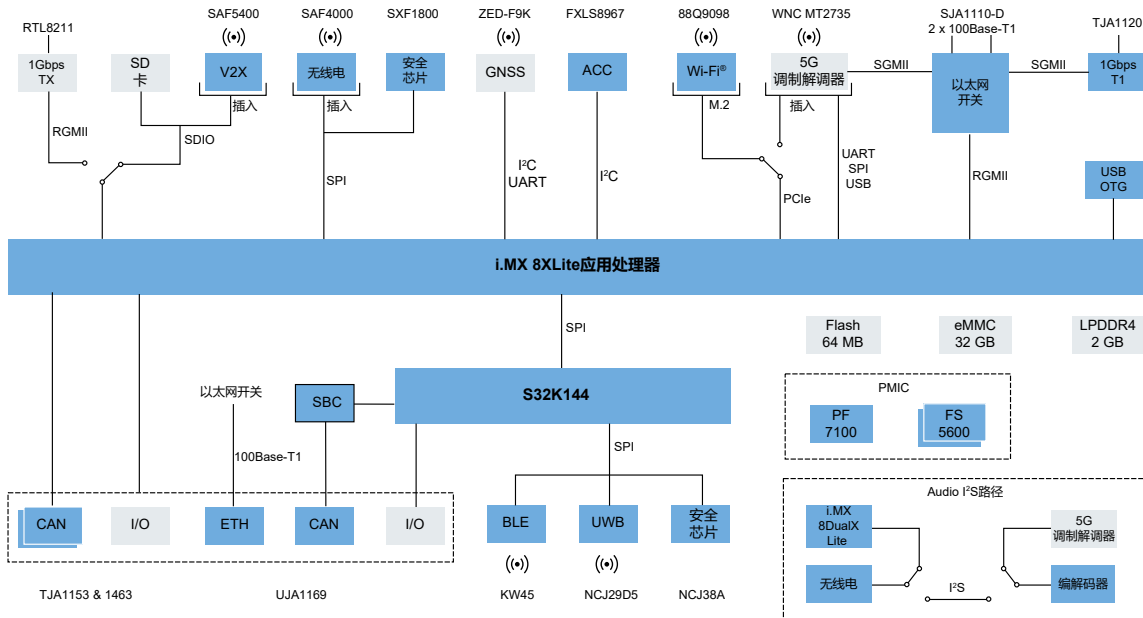 RTL8211
SAF5400
SAF4000
SXF1800
ZED-F9K
FXLS8967
88Q9098
WNC MT2735
SJA1110-D
2 x 100Base-T1
TJA1120
1Gbps
TX
SD
卡
V2X
无线电
安全
芯片
GNSS
ACC
Wi-Fi®
5G
调制解调器
以太网
开关
1Gbps
T1
SGMII
SGMII
插入
插入
M.2
插入
RGMII
SDIO
SPI
I²C
UART
I²C
PCIe
UART
SPI
USB
RGMII
USB
OTG
i.MX 8XLite应用处理器
SPI
Flash
64 MB
eMMC
32 GB
LPDDR4
2 GB
以太网开关
SBC
S32K144
PMIC
PF
7100
FS
5600
100Base-T1
SPI
CAN
I/O
ETH
CAN
I/O
BLE
UWB
安全
芯片
TJA1153 & 1463
UJA1169
KW45
NCJ29D5
NCJ38A
Audio I²S路径
i.MX
8DualX
Lite
5G
调制解调器
无线电
I²S
编解码器